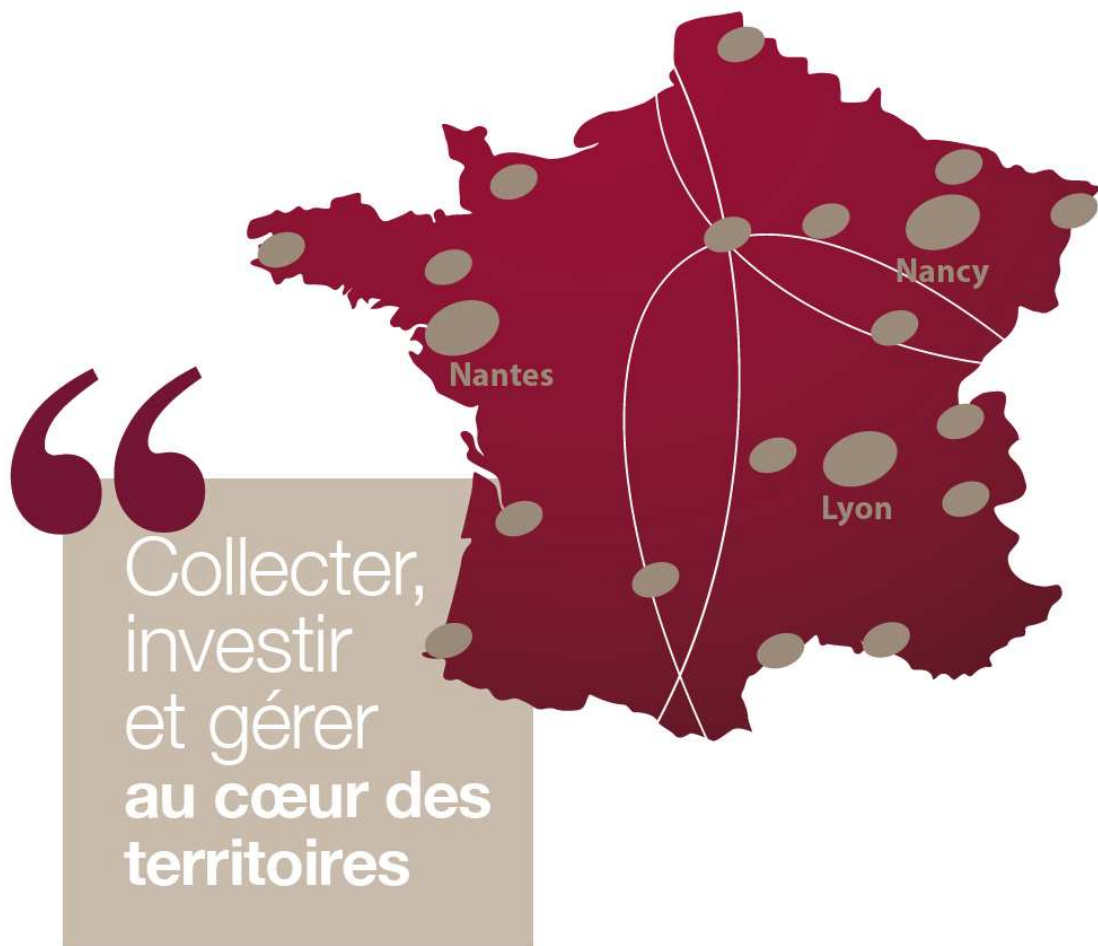 Nancy
Nantes
Lyon
“
Collecter,
investir
et gérer
au cœur des
territoires